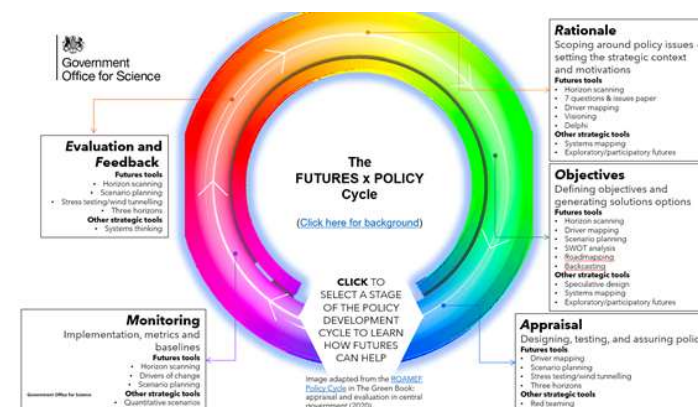 Government
Office for Science
The
FUTURES x POLICY
Cycle
(Click here for background)
CLICK TO
SELECT A STAGE
OF THE POLICY
DEVELOPMENT
CYCLE TO LEARN
HOW FUTURES
CAN HELP
Image adapted from the ROAMEF
Policy Cycle in The Green Book:
appraisal and evaluation in central
government (2020)
Rationale
Scoping around policy issues
setting the strategic context
and motivations
Futures tools
• Horizon scanning
• 7 questions & issues paper
• Driver mapping
• Visioning
• Delphi
Other strategic tools
• Systems mapping
• Exploratory/participatory futures
Objectives
Defining objectives and
generating solutions options
Futures tools
• Horizon scanning
• Driver mapping
• Scenario planning
• SWOT analysis
• Roadmapping
• Backcasting
Other strategic tools
• Speculative design
• Systems mapping
• Exploratory/participatory futures
Appraisal
Designing, testing, and assuring polic
Futures tools
• Driver mapping
• Scenario planning
• Stress testing/wind tunnelling
• Three horizons
Other strategic tools
• Red teaming
Monitoring
Implementation, metrics and
baselines
Futures tools
• Horizon scanning
• Drivers of change
• Scenario planning
Other strategic tools
• Quantitative scenarios
Evaluation and
Feedback
Futures tools
• Horizon scanning
• Scenario planning
• Stress testing/wind tunnelling
• Three horizons
Other strategic tools
• Systems thinking
Government Office for Science